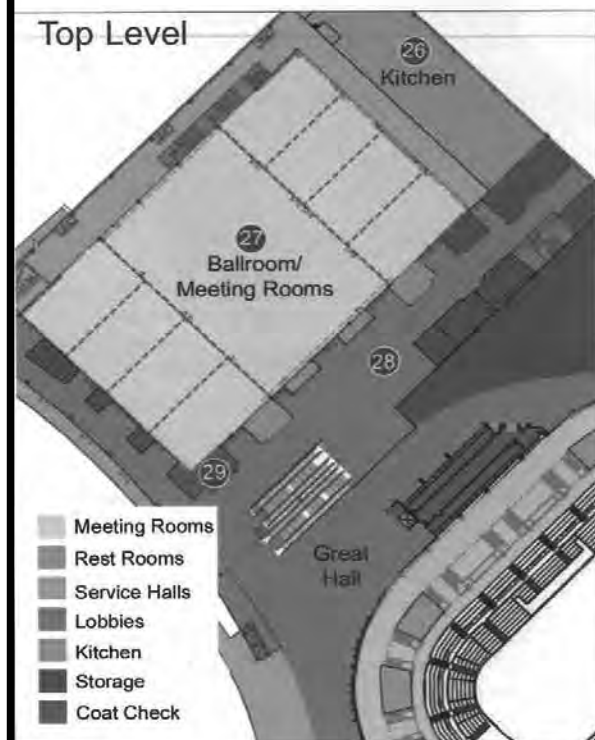 Top Level
26
Kitchen
27
Ballroom/
Meeting Rooms
28
29
Great
Hall
Meeting Rooms
Rest Rooms
Service Halls
Lobbies
Kitchen
Storage
Coat Check